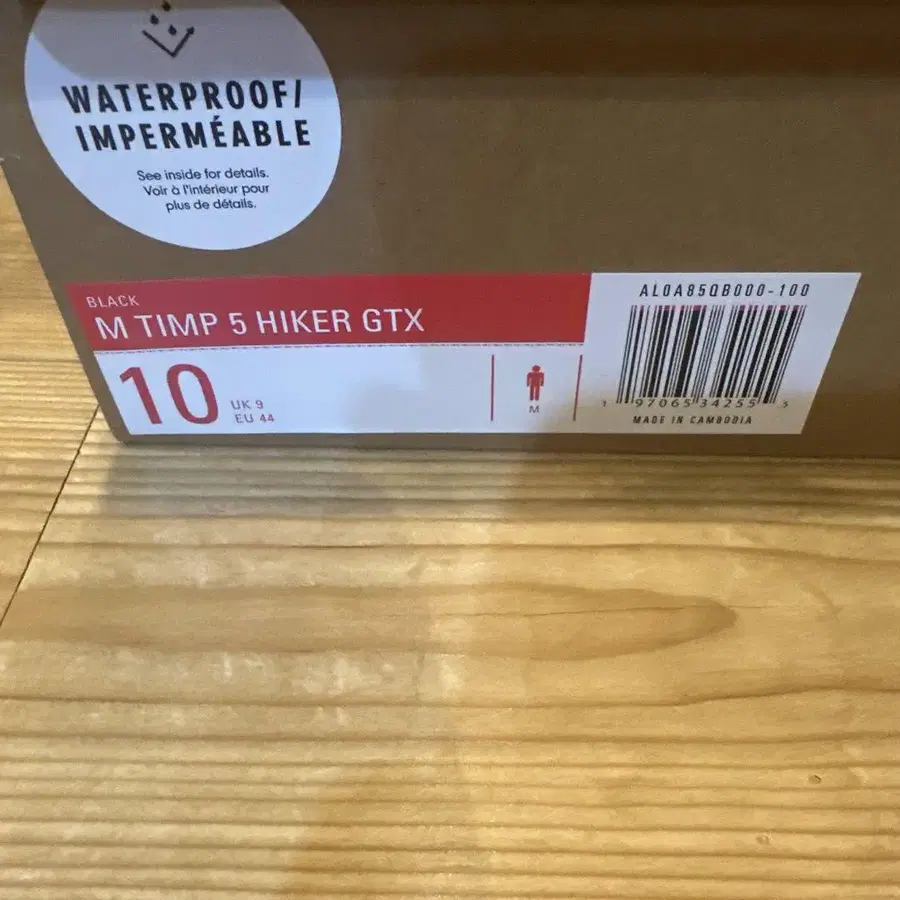 WATERPROOF/
IMPERMÉABLE
See inside for details.
Voir à l'intérieur pour
plus de détails.
BLACK
M TIMP 5 HIKER GTX
10
UK 9
EU 44
M
AL0A85QB000-100
1 97065 34255 5
MADE IN CAMBODIA